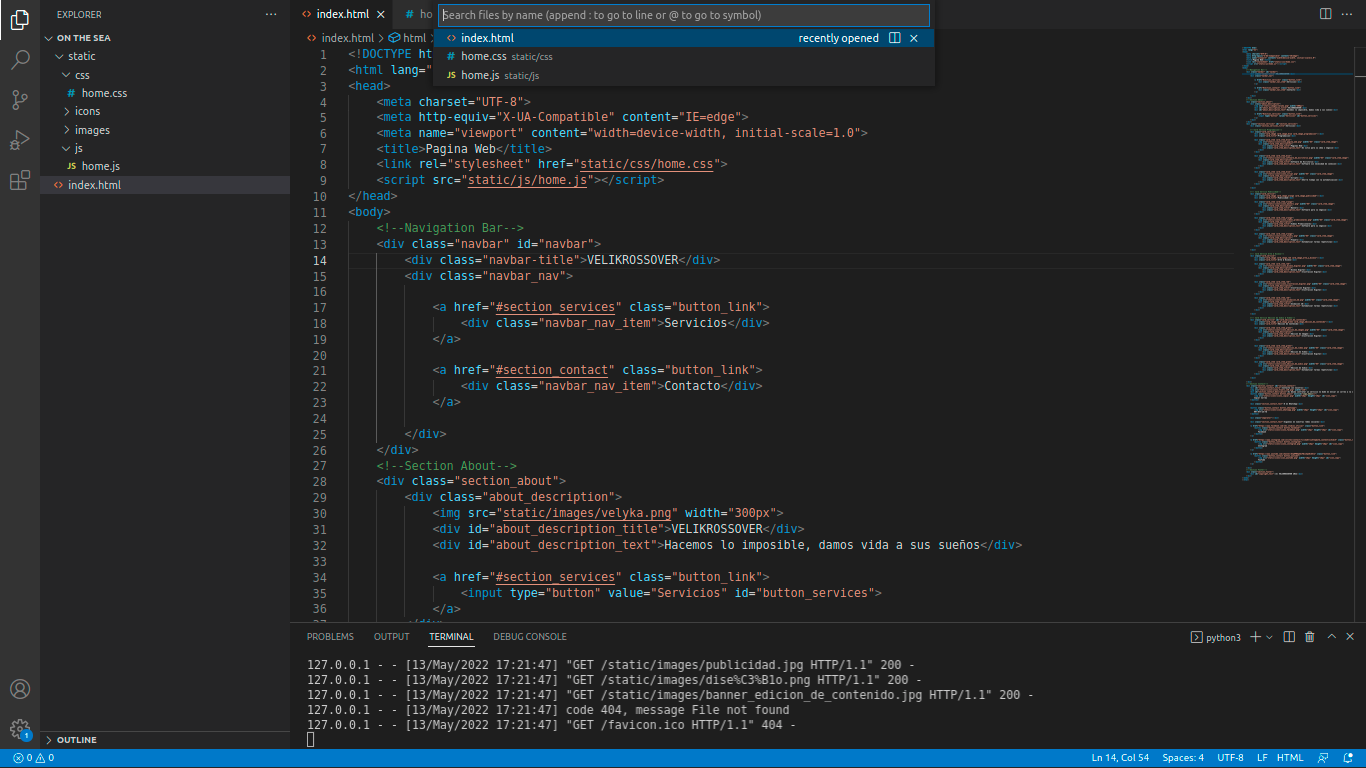 EXPLORER
ON THE SEA
static
css
# home.css
icons
images
js
JS home.js
<> index.html
OUTLINE
<> index.html
# ho
Search files by name (append : to go to line or @ to go to symbol)
<> index.html recently opened
# home.css static/css
JS home.js static/js
<> index.html > html
1 <!DOCTYPE ht
2 <html lang="
3 <head>
4 <meta charset="UTF-8">
5 <meta http-equiv="X-UA-Compatible" content="IE=edge">
6 <meta name="viewport" content="width=device-width, initial-scale=1.0">
7 <title>Pagina Web</title>
8 <link rel="stylesheet" href="static/css/home.css">
9 <script src="static/js/home.js"></script>
10 </head>
11 <body>
12 <!--Navigation Bar-->
13 <div class="navbar" id="navbar">
14 <div class="navbar-title">VELIKROSSOVER</div>
15 <div class="navbar_nav">
16
17 <a href="#section_services" class="button_link">
18 <div class="navbar_nav_item">Servicios</div>
19 </a>
20
21 <a href="#section_contact" class="button_link">
22 <div class="navbar_nav_item">Contacto</div>
23 </a>
24
25 </div>
26 </div>
27 <!--Section About-->
28 <div class="section_about">
29 <div class="about_description">
30 <img src="static/images/velyka.png" width="300px">
31 <div id="about_description_title">VELIKROSSOVER</div>
32 <div id="about_description_text">Hacemos lo imposible, damos vida a sus sueños</div>
33
34 <a href="#section_services" class="button_link">
35 <input type="button" value="Servicios" id="button_services">
36 </a>
PROBLEMS OUTPUT TERMINAL DEBUG CONSOLE python3
127.0.0.1 - - [13/May/2022 17:21:47] "GET /static/images/publicidad.jpg HTTP/1.1" 200 -
127.0.0.1 - - [13/May/2022 17:21:47] "GET /static/images/dise%C3%B1o.png HTTP/1.1" 200 -
127.0.0.1 - - [13/May/2022 17:21:47] "GET /static/images/banner_edicion_de_contenido.jpg HTTP/1.1" 200 -
127.0.0.1 - - [13/May/2022 17:21:47] code 404, message File not found
127.0.0.1 - - [13/May/2022 17:21:47] "GET /favicon.ico HTTP/1.1" 404 -
1
0 0 Ln 14, Col 54 Spaces: 4 UTF-8 LF HTML